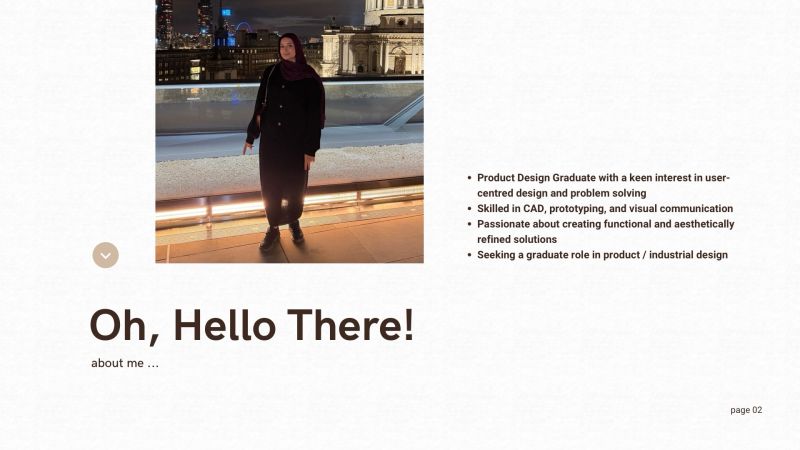 • Product Design Graduate with a keen interest in user-
centred design and problem solving
• Skilled in CAD, prototyping, and visual communication
• Passionate about creating functional and aesthetically
refined solutions
• Seeking a graduate role in product / industrial design
Oh, Hello There!
about me ...
page 02